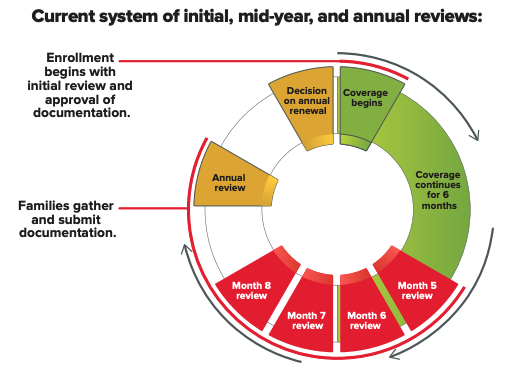 Current system of initial, mid-year, and annual reviews:
Enrollment
begins with
initial review and
approval of
documentation.
Decision
on annual
renewal
Coverage
begins
Annual
review
Coverage
continues
for 6
months
Families gather
and submit
documentation.
Month 8
review
Month 7
review
Month 6
review
Month 5
review